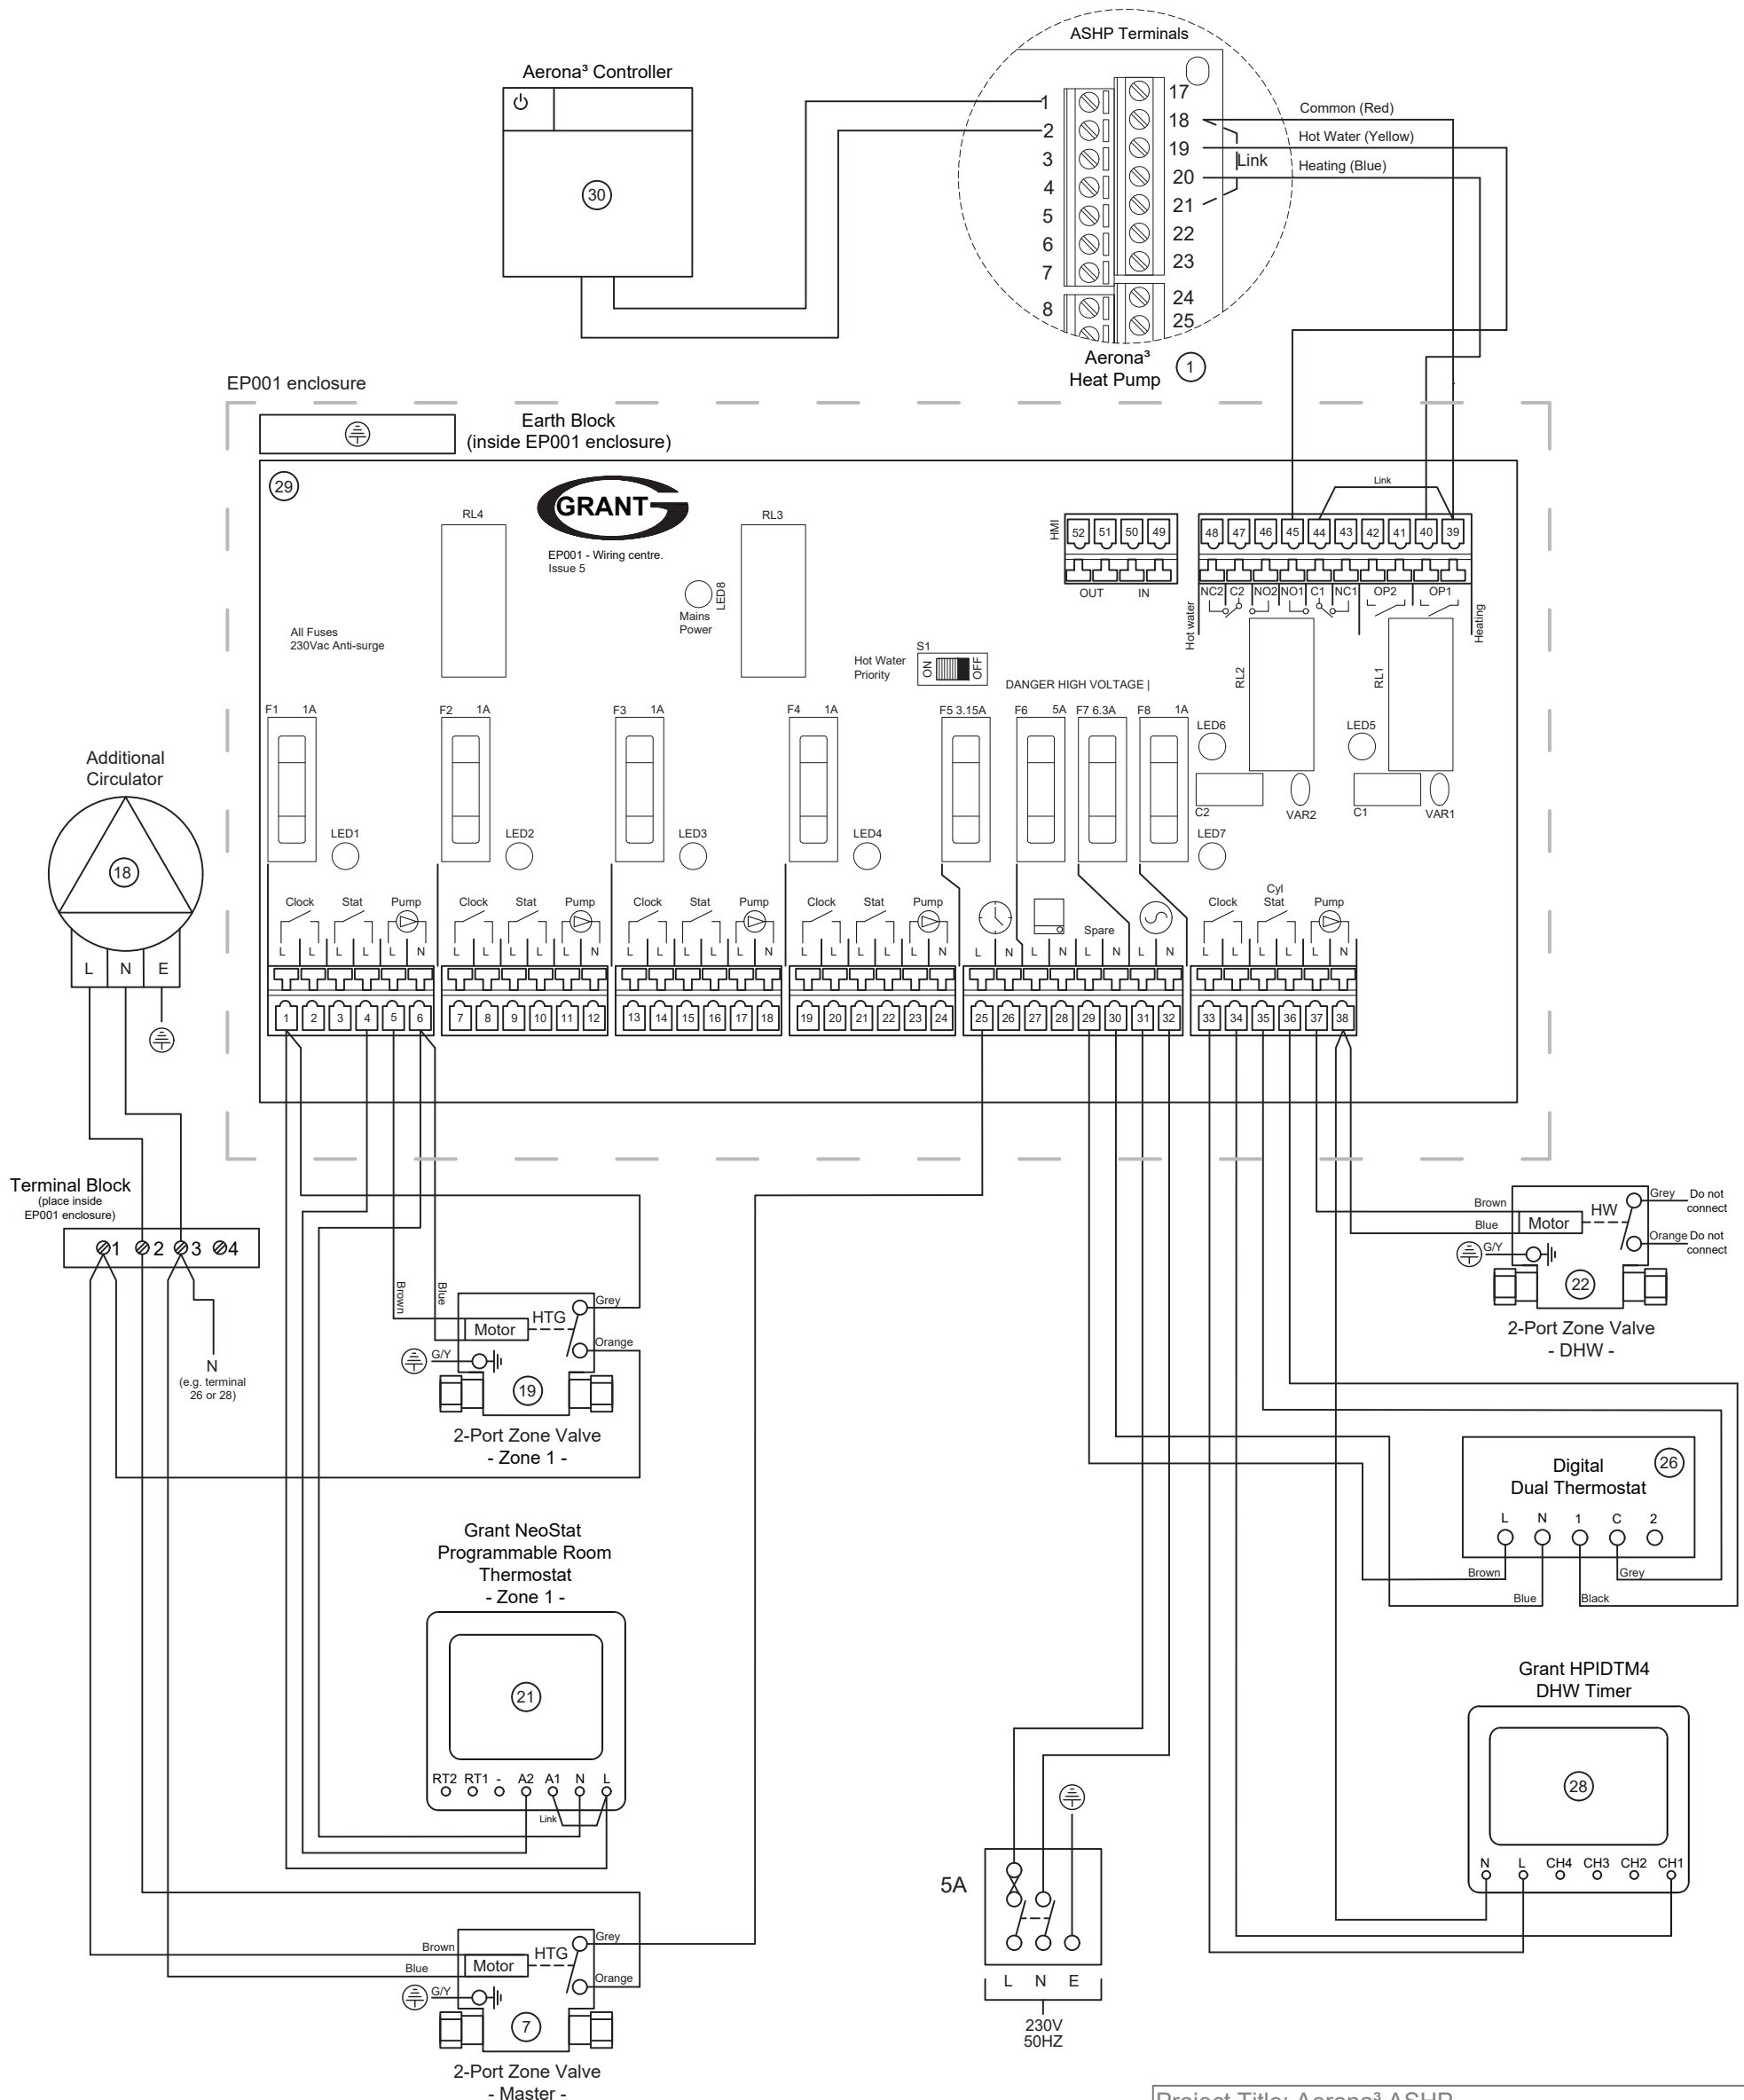 ASHP Terminals
Aerona³ Controller
30
1
2
3
4
5
6
7
8
17
18
19
20
21
22
23
24
25
Link
Common (Red)
Hot Water (Yellow)
Heating (Blue)
Aerona³
Heat Pump
1
EP001 enclosure
Earth Block
(inside EP001 enclosure)
29
GRANT
EP001 - Wiring centre.
Issue 5
RL4
RL3
LED8
Mains
Power
All Fuses
230Vac Anti-surge
S1
Hot Water
Priority
ON
OFF
DANGER HIGH VOLTAGE |
HMI
52 51 50 49
OUT IN
Link
48 47 46 45 44 43 42 41 40 39
NC2 C2 NO2 NO1 C1 NC1 OP2 OP1
Hot water
Heating
RL2
RL1
LED6
LED5
C2
VAR2
C1
VAR1
LED7
F1 1A
F2 1A
F3 1A
F4 1A
F5 3.15A
F6 5A
F7 6.3A
F8 1A
LED1
LED2
LED3
LED4
Clock Stat Pump
Clock Stat Pump
Clock Stat Pump
Clock Stat Pump
Spare
Clock Cyl Stat Pump
L L L L L N
L L L L L N
L L L L L N
L L L L L N
L N L N L N L N
L L L L L N
1 2 3 4 5 6
7 8 9 10 11 12
13 14 15 16 17 18
19 20 21 22 23 24
25 26 27 28 29 30 31 32
33 34 35 36 37 38
Additional
Circulator
18
L N E
Terminal Block
(place inside
EP001 enclosure)
1 2 3 4
N
(e.g. terminal
26 or 28)
Brown
Blue
Grey
Orange
G/Y
Motor
HTG
19
2-Port Zone Valve
- Zone 1 -
Grant NeoStat
Programmable Room
Thermostat
- Zone 1 -
21
RT2 RT1 - A2 A1 N L
Link
Brown
Blue
G/Y
Motor
HTG
Grey
Orange
7
2-Port Zone Valve
- Master -
5A
L N E
230V
50HZ
Brown
Blue
G/Y
Motor
HW
Grey
Do not
connect
Orange
Do not
connect
22
2-Port Zone Valve
- DHW -
Digital
Dual Thermostat
26
L N 1 C 2
Brown
Blue
Black
Grey
Grant HPIDTM4
DHW Timer
28
N L CH4 CH3 CH2 CH1
Project Title: Aerona³ ASHP